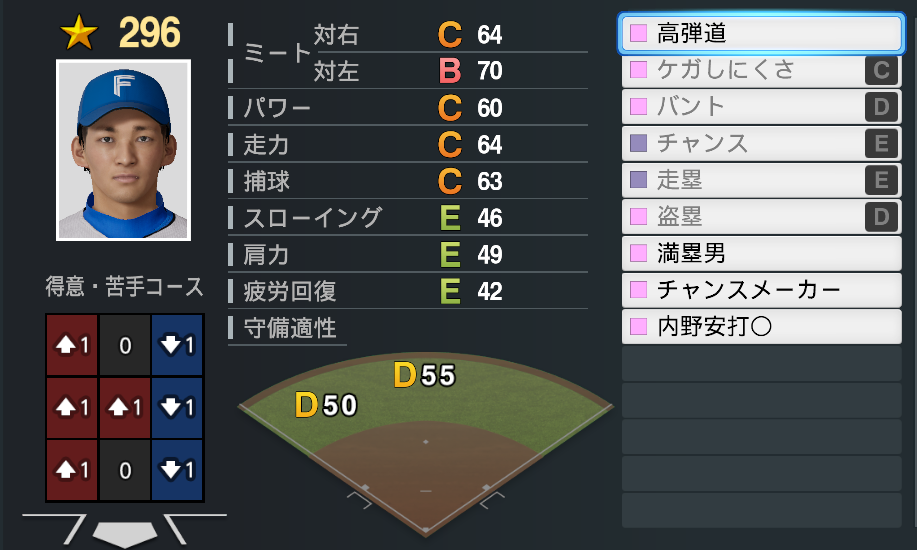 296
F
ミート 対右 C 64
対左 B 70
パワー C 60
走力 C 64
捕球 C 63
スローイング E 46
肩力 E 49
疲労回復 E 42
守備適性
D 55
D 50
得意・苦手コース
1 0 1
1 1 1
1 0 1
高弾道
ケガしにくさ C
バント D
チャンス E
走塁 E
盗塁 D
満塁男
チャンスメーカー
内野安打〇